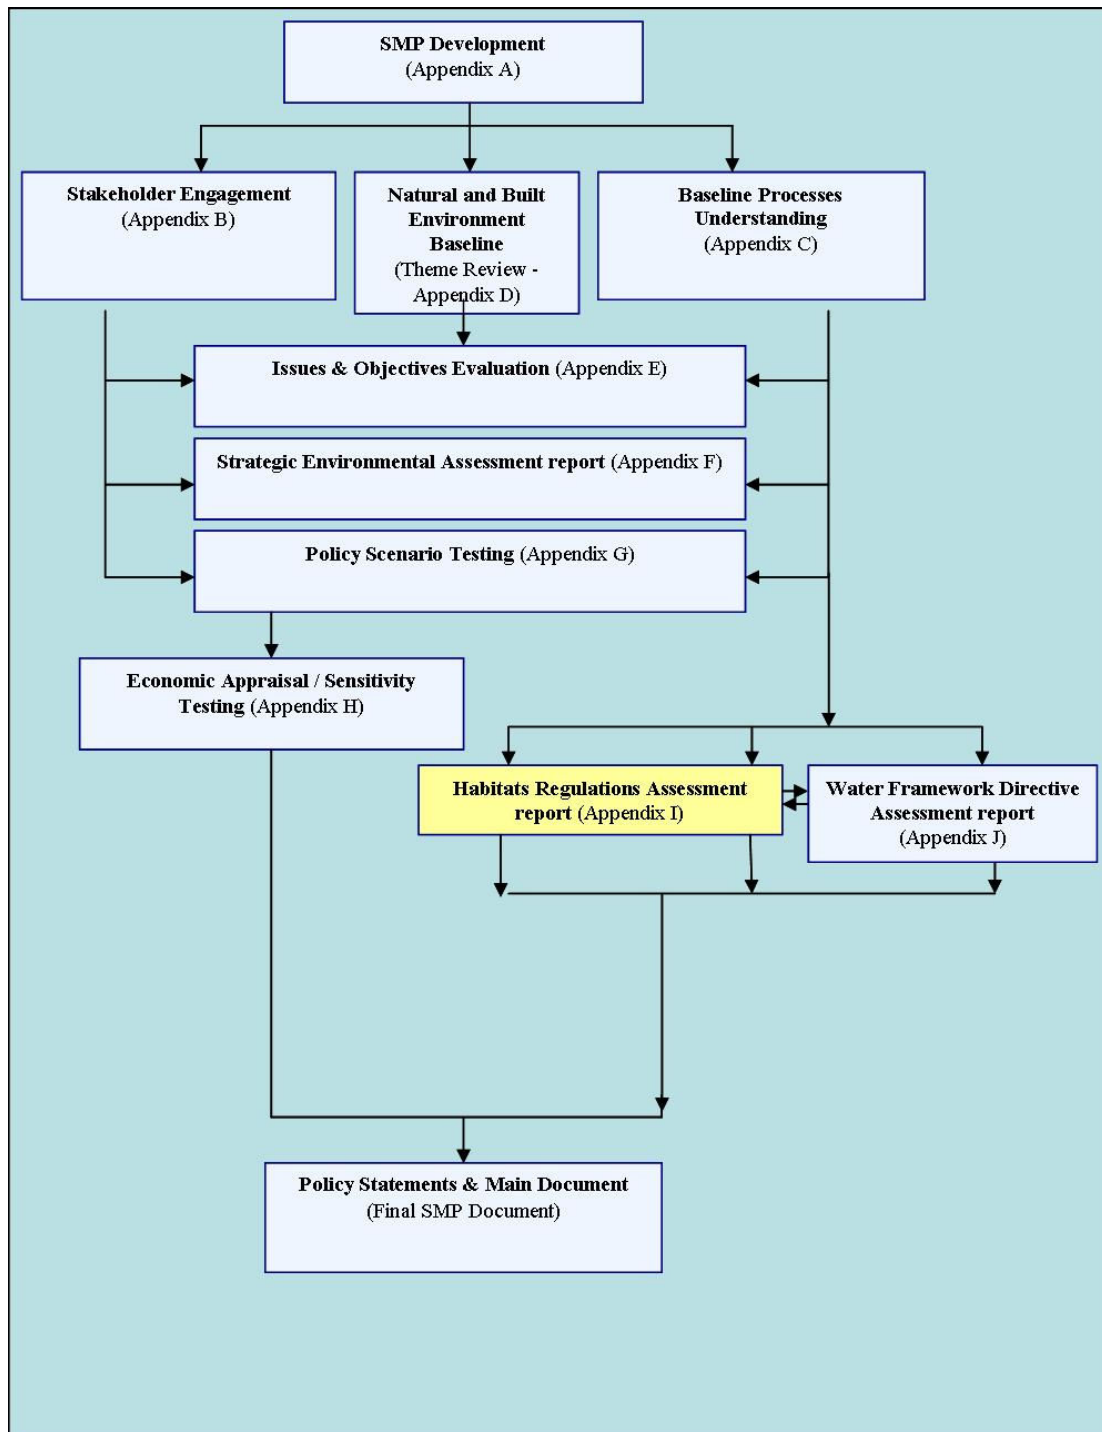 SMP Development
(Appendix A)
Stakeholder Engagement
(Appendix B)
Natural and Built
Environment
Baseline
(Theme Review -
Appendix D)
Baseline Processes
Understanding
(Appendix C)
Issues & Objectives Evaluation (Appendix E)
Strategic Environmental Assessment report (Appendix F)
Policy Scenario Testing (Appendix G)
Economic Appraisal / Sensitivity
Testing (Appendix H)
Habitats Regulations Assessment
report (Appendix I)
Water Framework Directive
Assessment report
(Appendix J)
Policy Statements & Main Document
(Final SMP Document)